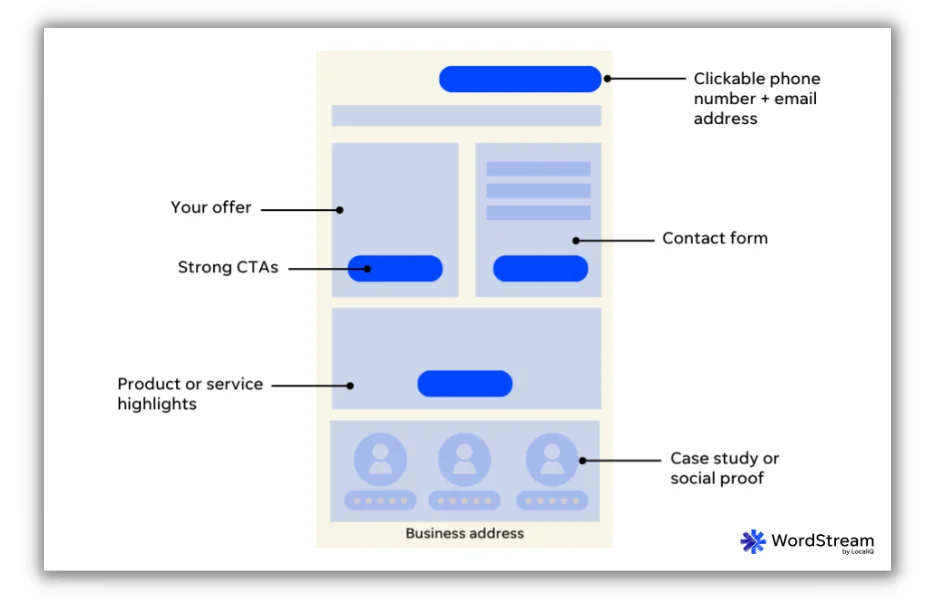 Clickable phone
number + email
address
Your offer
Contact form
Strong CTAs
Product or service
highlights
Case study or
social proof
Business address
WordStream
by LocaliQ